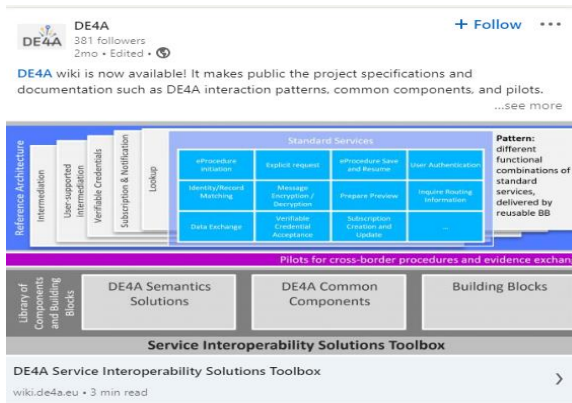 DE4A
+ Follow
DE4A
381 followers
2mo • Edited •
DE4A wiki is now available! It makes public the project specifications and
documentation such as DE4A interaction patterns, common components, and pilots.
...see more
Reference Architecture
Intermediation
User-supported
intermediation
Verifiable Credentials
Subscription & Notification
Lookup
Standard Services
eProcedure
Initiation
Explicit request
eProcedure Save
and Resume
User Authentication
Identity/Record
Matching
Message
Encryption /
Decryption
Prepare Preview
Inquire Routing
Information
Data Exchange
Verifiable
Credential
Acceptance
Subscription
Creation and
Update
...
Pattern:
different
functional
combinations of
standard
services,
delivered by
reusable BB
Pilots for cross-border procedures and evidence exchan
Library of
Components
and Building
Blocks
DE4A Semantics
Solutions
DE4A Common
Components
Building Blocks
Service Interoperability Solutions Toolbox
DE4A Service Interoperability Solutions Toolbox
wiki.de4a.eu • 3 min read